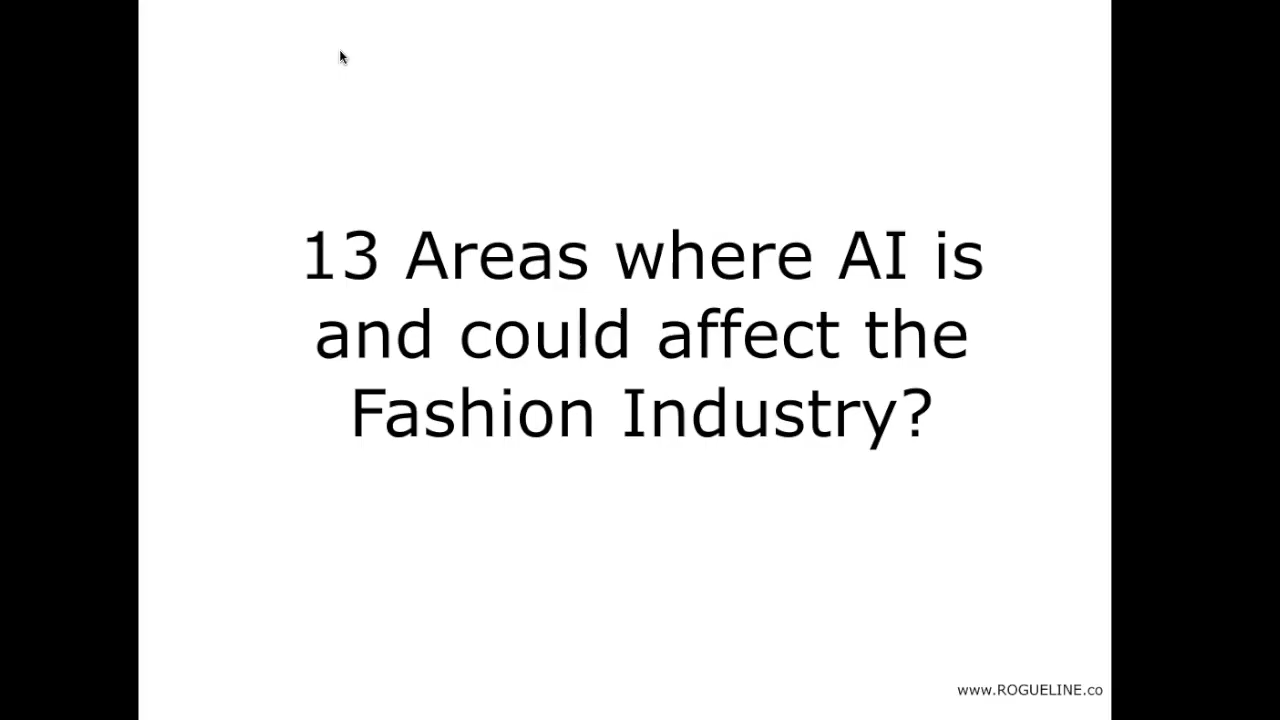 13 Areas where AI is
and could affect the
Fashion Industry?
www.ROGUELINE.co